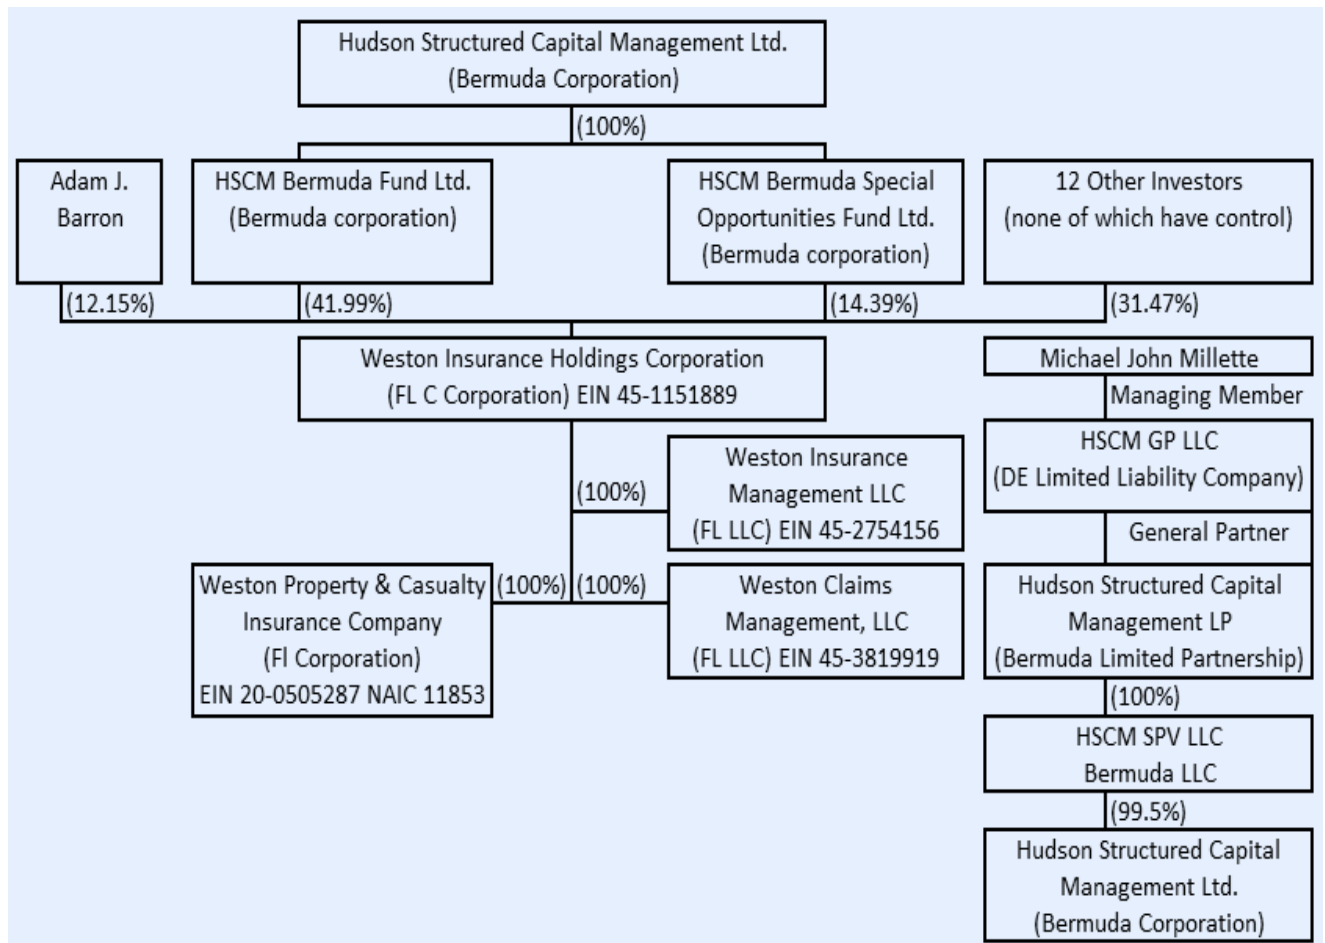 Hudson Structured Capital Management Ltd.
(Bermuda Corporation)
(100%)
Adam J.
Barron
HSCM Bermuda Fund Ltd.
(Bermuda corporation)
HSCM Bermuda Special
Opportunities Fund Ltd.
(Bermuda corporation)
12 Other Investors
(none of which have control)
(12.15%)
(41.99%)
(14.39%)
(31.47%)
Weston Insurance Holdings Corporation
(FL C Corporation) EIN 45-1151889
Michael John Millette
Managing Member
HSCM GP LLC
(DE Limited Liability Company)
General Partner
Weston Insurance
Management LLC
(FL LLC) EIN 45-2754156
(100%)
Weston Property & Casualty
Insurance Company
(Fl Corporation)
EIN 20-0505287 NAIC 11853
(100%)
(100%)
Weston Claims
Management, LLC
(FL LLC) EIN 45-3819919
Hudson Structured Capital
Management LP
(Bermuda Limited Partnership)
(100%)
HSCM SPV LLC
Bermuda LLC
(99.5%)
Hudson Structured Capital
Management Ltd.
(Bermuda Corporation)